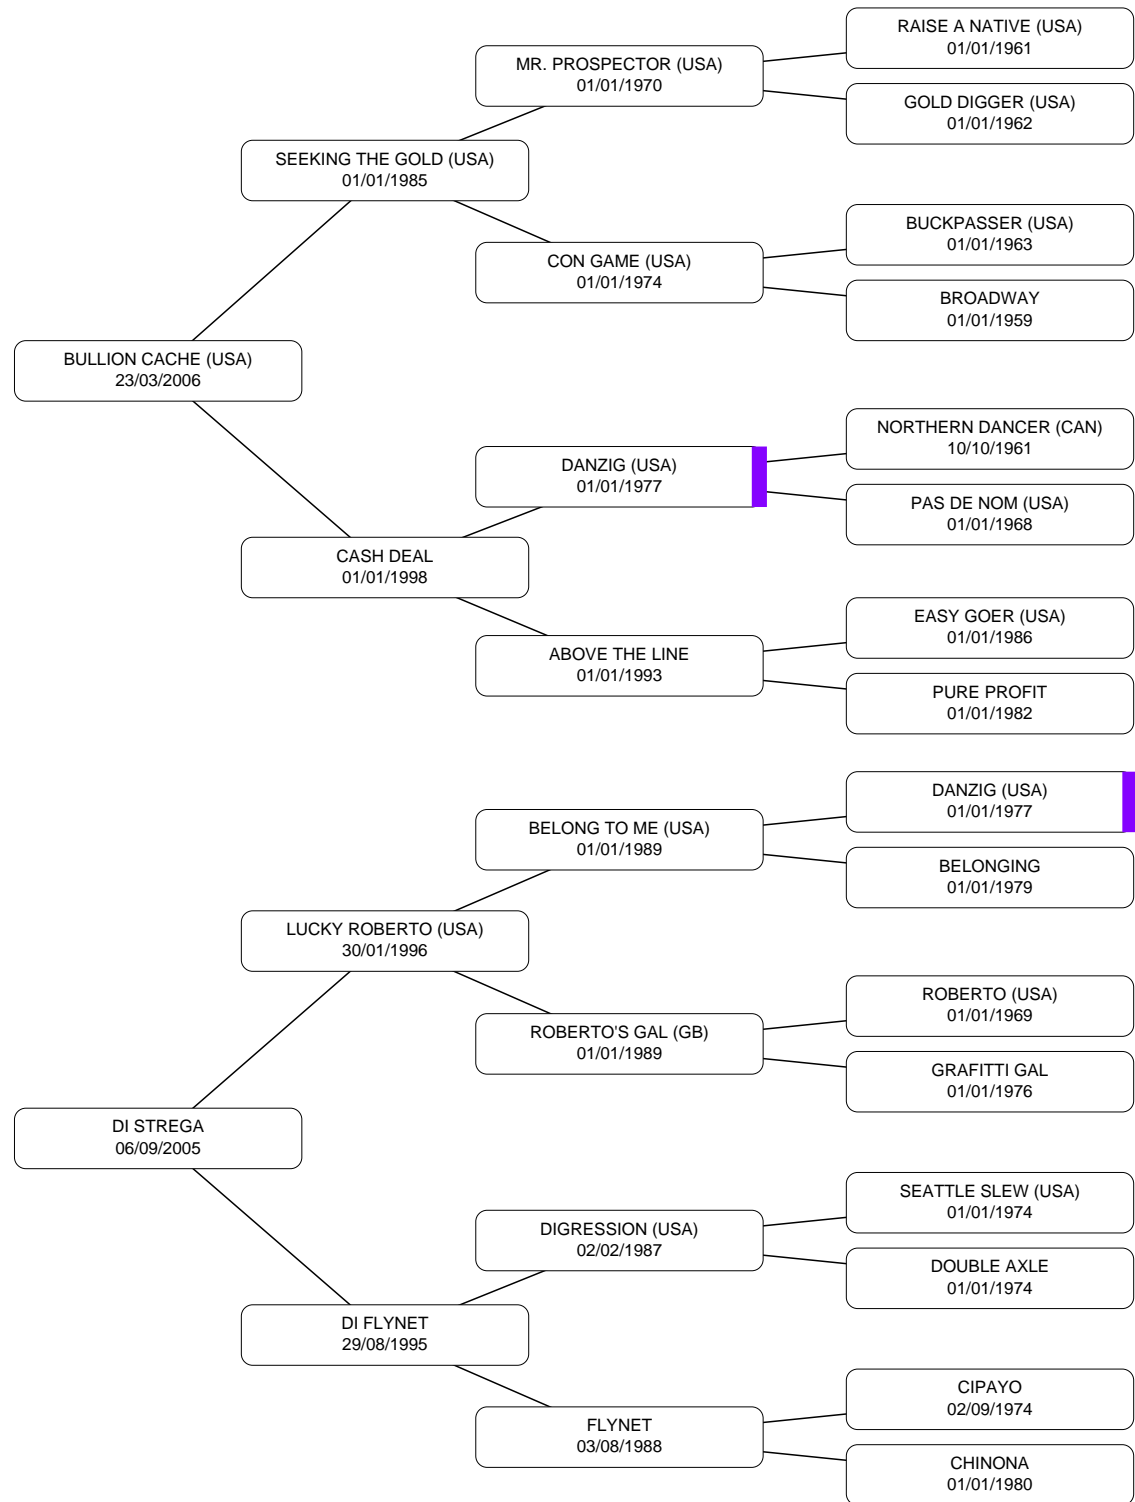 RAISE A NATIVE (USA)
01/01/1961
MR. PROSPECTOR (USA)
01/01/1970
GOLD DIGGER (USA)
01/01/1962
SEEKING THE GOLD (USA)
01/01/1985
BUCKPASSER (USA)
01/01/1963
CON GAME (USA)
01/01/1974
BROADWAY
01/01/1959
BULLION CACHE (USA)
23/03/2006
NORTHERN DANCER (CAN)
10/10/1961
DANZIG (USA)
01/01/1977
PAS DE NOM (USA)
01/01/1968
CASH DEAL
01/01/1998
EASY GOER (USA)
01/01/1986
ABOVE THE LINE
01/01/1993
PURE PROFIT
01/01/1982
DANZIG (USA)
01/01/1977
BELONG TO ME (USA)
01/01/1989
BELONGING
01/01/1979
LUCKY ROBERTO (USA)
30/01/1996
ROBERTO (USA)
01/01/1969
ROBERTO'S GAL (GB)
01/01/1989
GRAFITTI GAL
01/01/1976
DI STREGA
06/09/2005
SEATTLE SLEW (USA)
01/01/1974
DIGRESSION (USA)
02/02/1987
DOUBLE AXLE
01/01/1974
DI FLYNET
29/08/1995
CIPAYO
02/09/1974
FLYNET
03/08/1988
CHINONA
01/01/1980